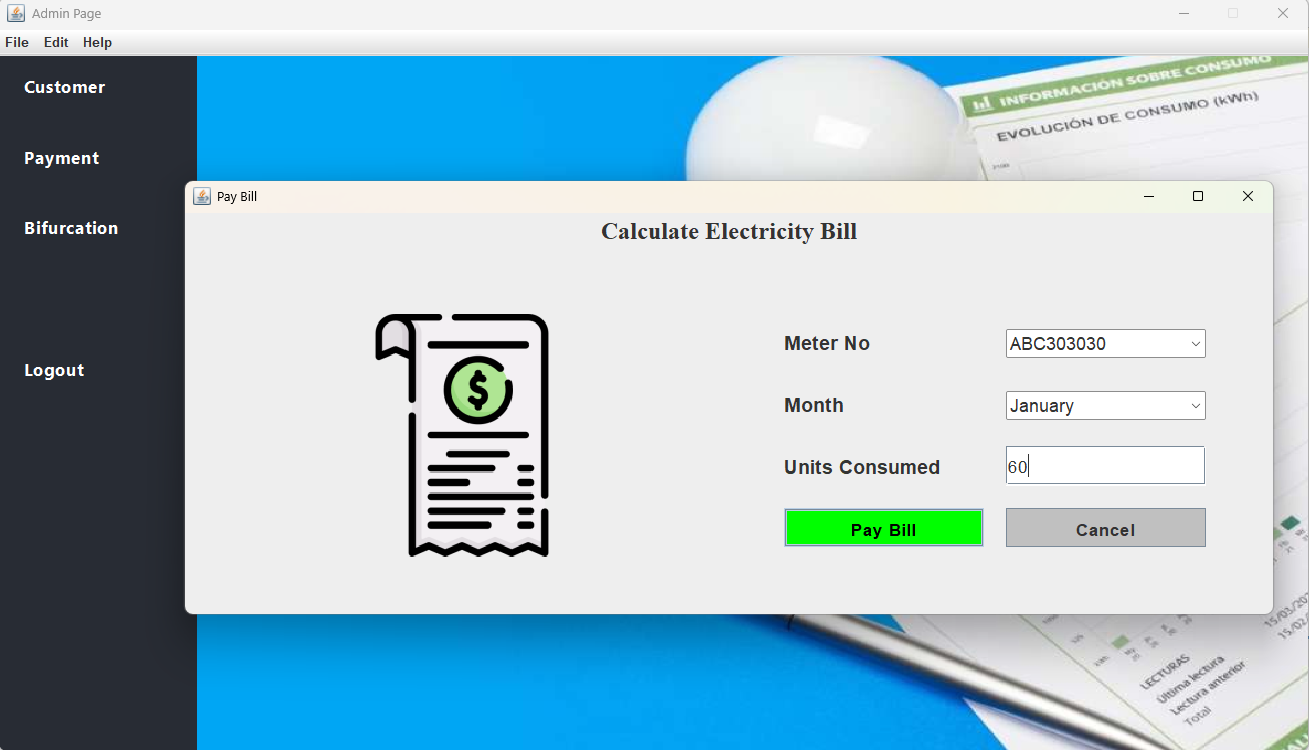 Admin Page
File Edit Help
Customer
Payment
Bifurcation
Logout
INFORMACIÓN SOBRE CONSUMO
EVOLUCIÓN DE CONSUMO (kWh)
Pay Bill
Calculate Electricity Bill
$
Meter No ABC303030
Month January
Units Consumed 60
Pay Bill Cancel
LECTURAS
Última lectura
Lectura anterior
Total